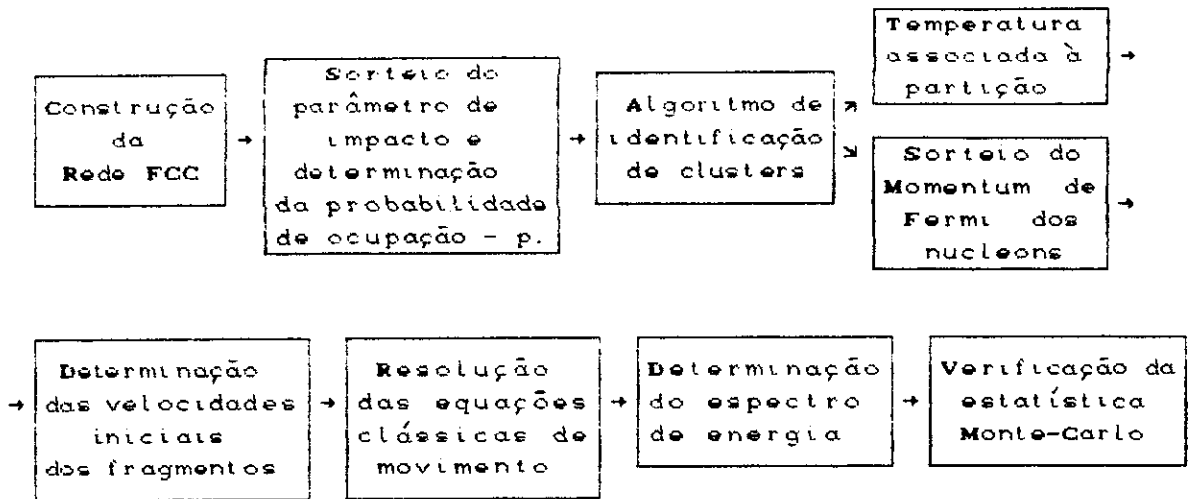 Construção
da
Rede FCC
→
Sorteio do
parâmetro de
impacto e
determinação
da probabilidade
de ocupação - p.
→
Algoritmo de
identificação
de clusters
↗
↘
Temperatura
associada à
partição
→
Sorteio do
Momentum de
Fermi dos
nucleons
→
→
Determinação
das velocidades
iniciais
dos fragmentos
→
Resolução
das equações
clássicas de
movimento
→
Determinação
do espectro
de energia
→
Verificação da
estatística
Monte-Carlo